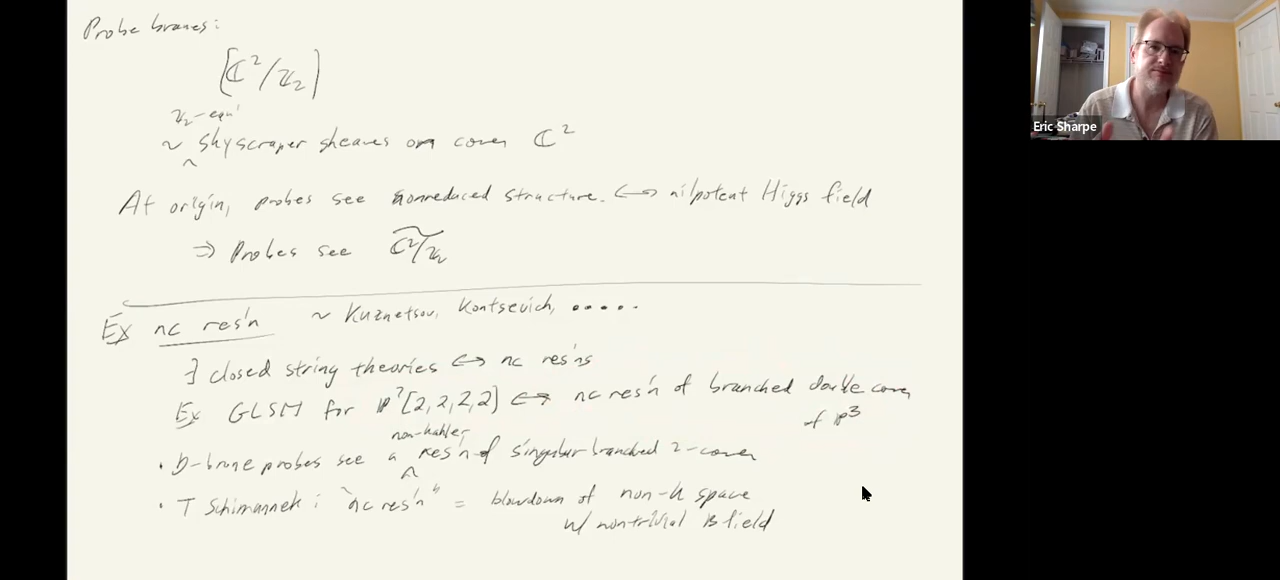 Probe branes:
[ℂ²/ℤ₂]
ℤ₂-equi'
~ skyscraper sheaves on cover ℂ²
At origin, probes see nonreduced structure. ↔ nilpotent Higgs field
⇒ Probes see \widetilde{ℂ²/ℤ₂}
Ex nc res'n ~ Kuznetsov, Kontsevich, .....
∃ closed string theories ↔ nc res'ns
Ex GLSM for ℙ⁷[2,2,2,2] ↔ nc res'n of branched double cover
of ℙ³
non-kahler
• D-brane probes see a res'n of singular branched 2-cover
• T Schimannek: "nc res'n" = blowdown of non-K space
w/ nontrivial B field
Eric Sharpe